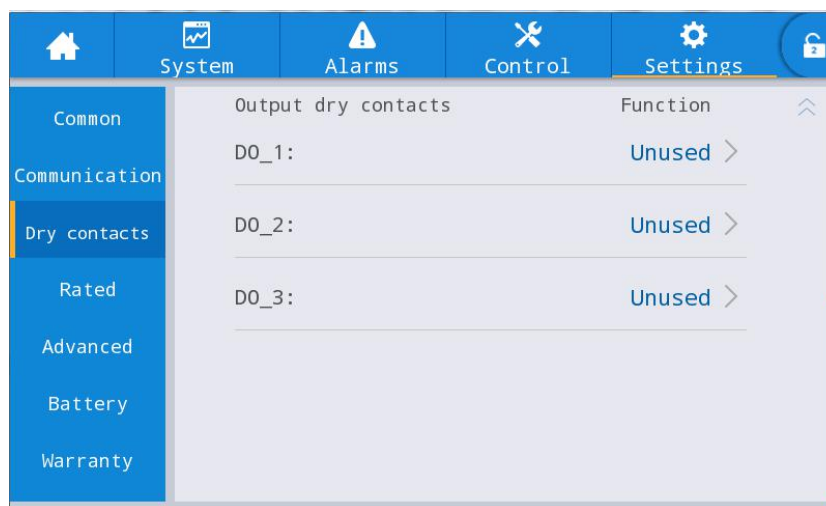 System
Alarms
Control
Settings
2
Common
Communication
Dry contacts
Rated
Advanced
Battery
Warranty
Output dry contacts Function
DO_1: Unused
DO_2: Unused
DO_3: Unused